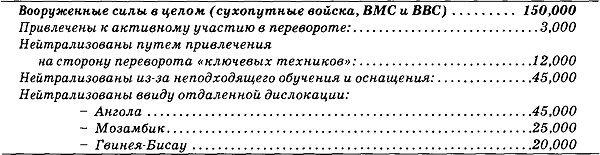 Вооруженные силы в целом (сухопутные войска, ВМС и ВВС) .......... 150,000
Привлечены к активному участию в перевороте: .......... 3,000
Нейтрализованы путем привлечения
на сторону переворота «ключевых техников»: .......... 12,000
Нейтрализованы из-за неподходящего обучения и оснащения: .......... 45,000
Нейтрализованы ввиду отдаленной дислокации:
– Ангола .......... 45,000
– Мозамбик .......... 25,000
– Гвинея-Бисау .......... 20,000